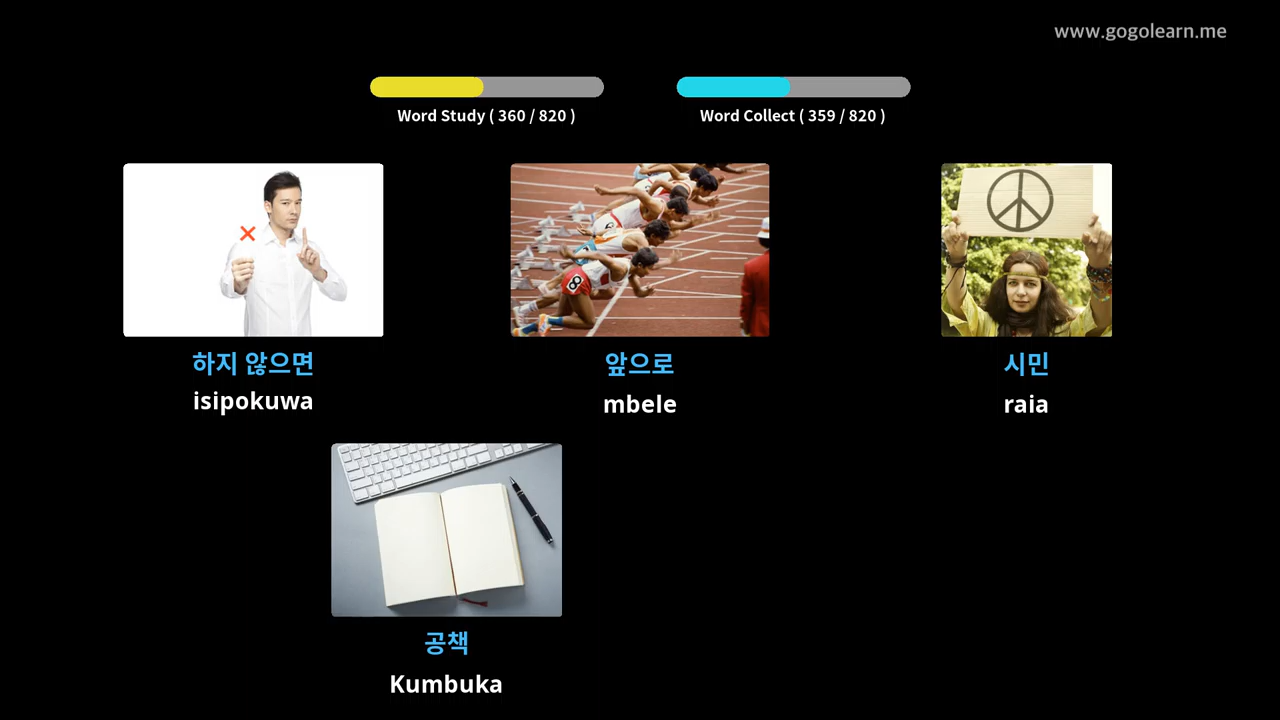 www.gogolearn.me
Word Study ( 360 / 820 )
Word Collect ( 359 / 820 )
하지 않으면
isipokuwa
앞으로
mbele
시민
raia
공책
Kumbuka